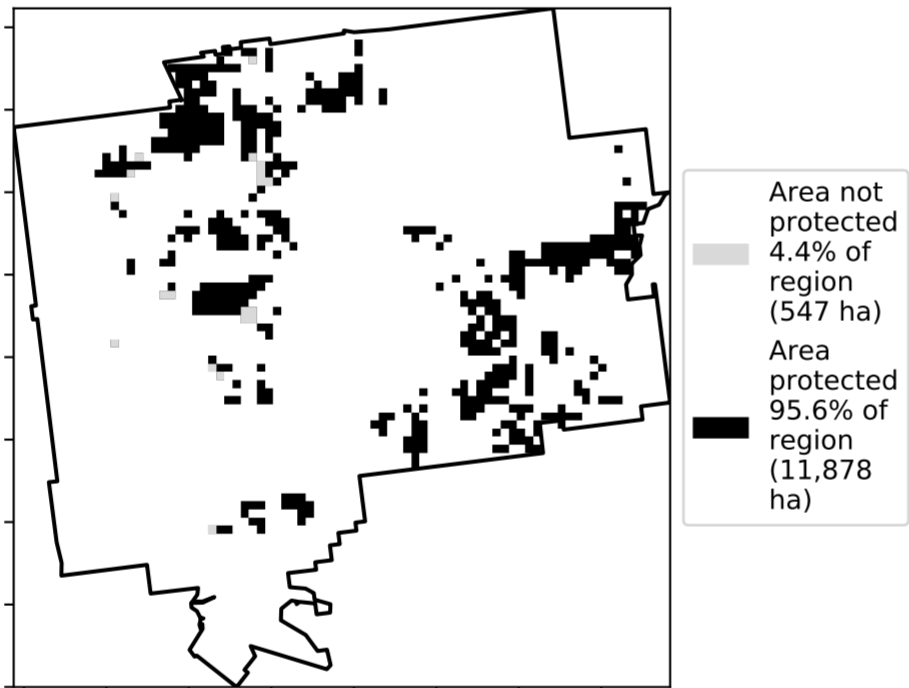 Area not
protected
4.4% of
region
(547 ha)
Area
protected
95.6% of
region
(11,878
ha)